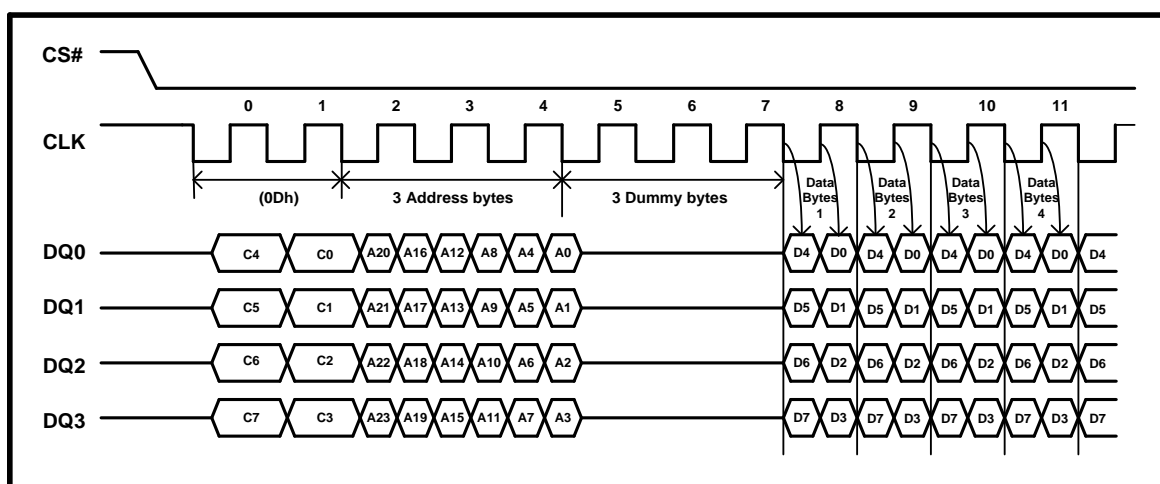 CS#
0 1 2 3 4 5 6 7 8 9 10 11
CLK
(0Dh) 3 Address bytes 3 Dummy bytes
Data Bytes 1
Data Bytes 2
Data Bytes 3
Data Bytes 4
DQ0 C4 C0 A20 A16 A12 A8 A4 A0 D4 D0 D4 D0 D4 D0 D4 D0 D4
DQ1 C5 C1 A21 A17 A13 A9 A5 A1 D5 D1 D5 D1 D5 D1 D5 D1 D5
DQ2 C6 C2 A22 A18 A14 A10 A6 A2 D6 D2 D6 D2 D6 D2 D6 D2 D6
DQ3 C7 C3 A23 A19 A15 A11 A7 A3 D7 D3 D7 D3 D7 D3 D7 D3 D7